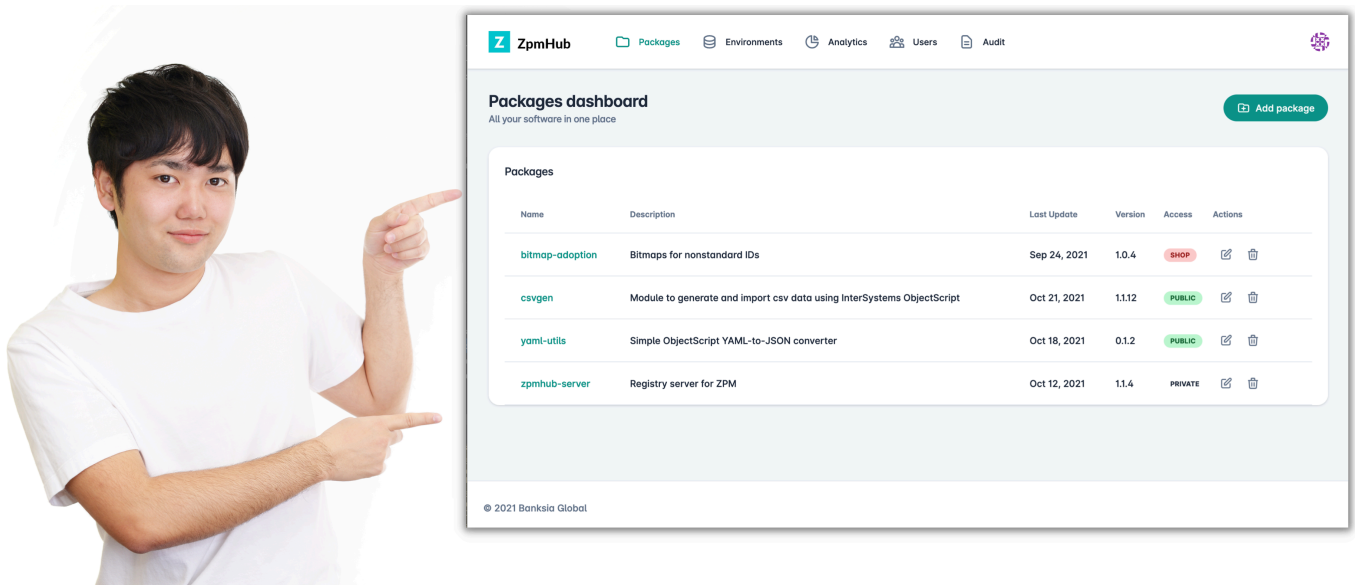 Z ZpmHub Packages Environments Analytics Users Audit
Packages dashboard
All your software in one place
Add package
Packages
Name Description Last Update Version Access Actions
bitmap-adoption Bitmaps for nonstandard IDs Sep 24, 2021 1.0.4 SHOP
csvgen Module to generate and import csv data using InterSystems ObjectScript Oct 21, 2021 1.1.12 PUBLIC
yaml-utils Simple ObjectScript YAML-to-JSON converter Oct 18, 2021 0.1.2 PUBLIC
zpmhub-server Registry server for ZPM Oct 12, 2021 1.1.4 PRIVATE
© 2021 Banksia Global